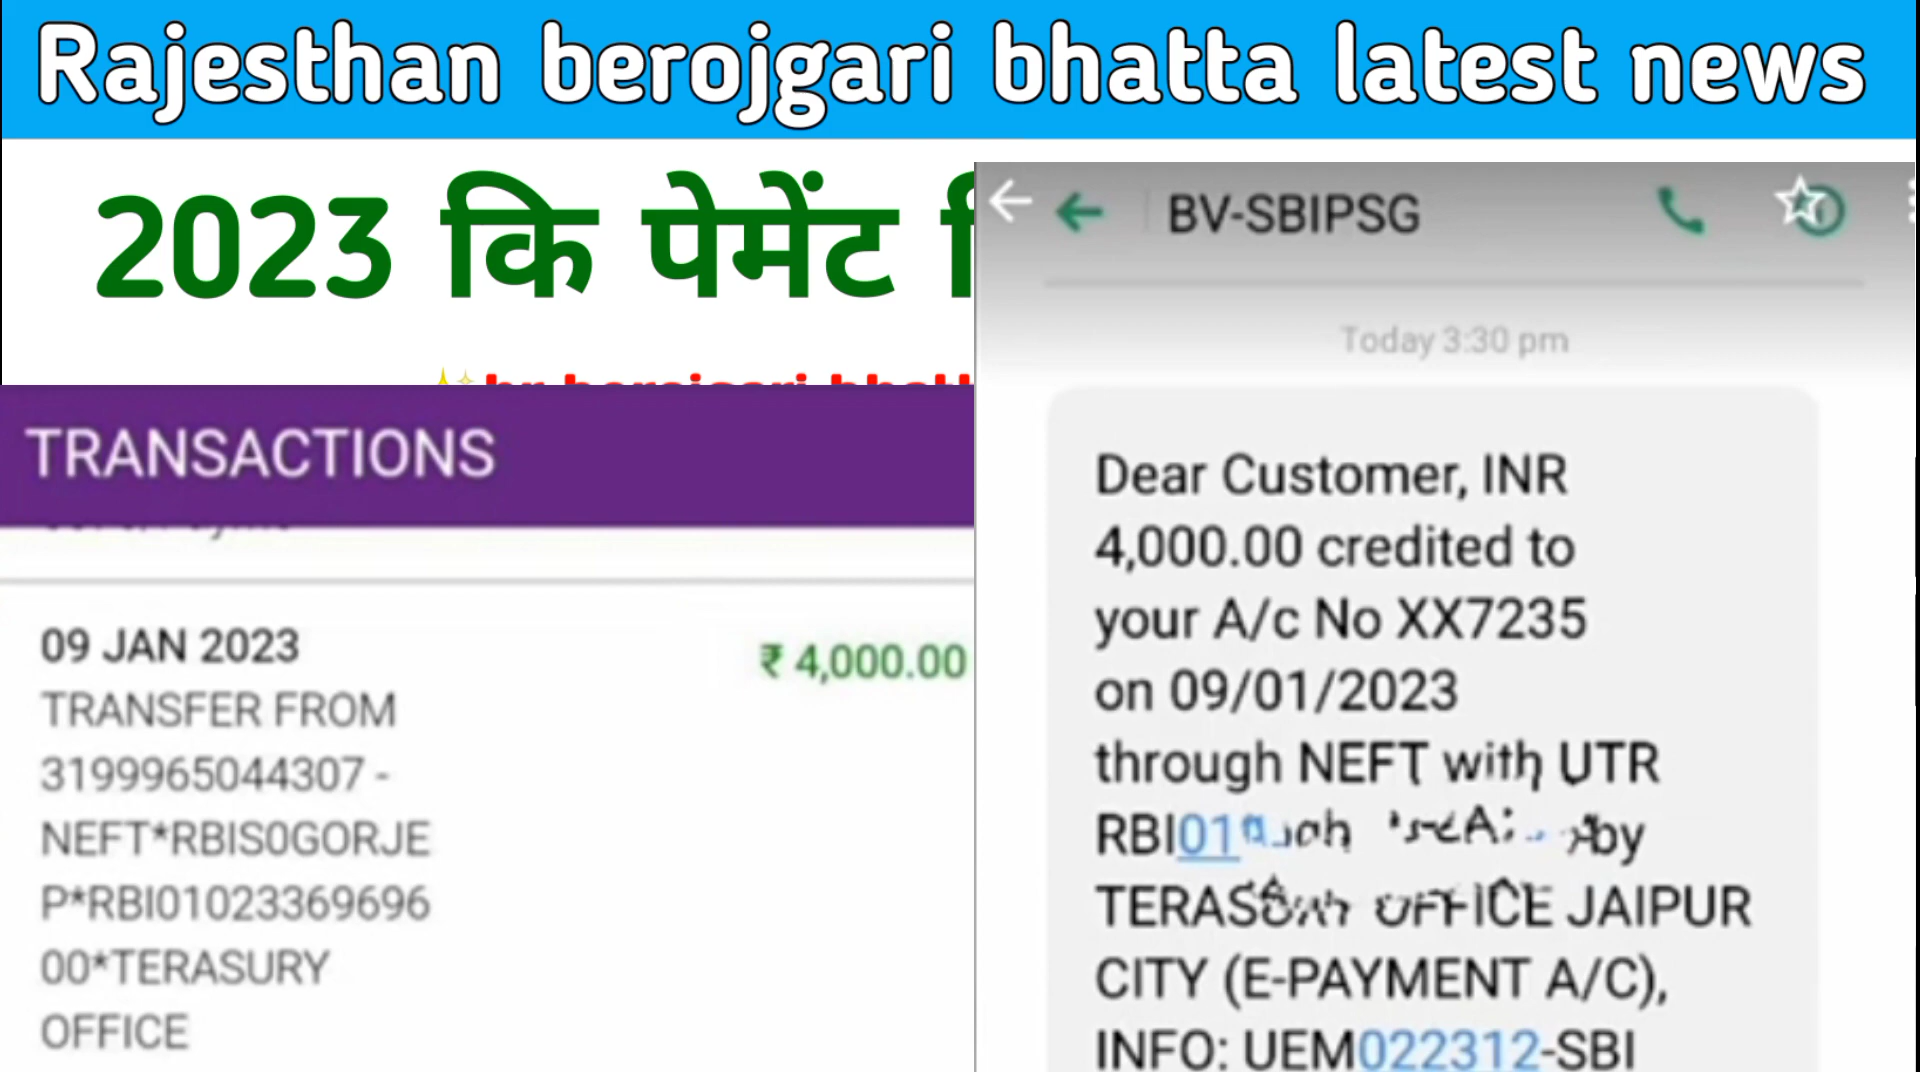 Rajesthan berojgari bhatta latest news
2023 कि पेमेंट
TRANSACTIONS
09 JAN 2023
₹ 4,000.00
TRANSFER FROM
3199965044307 -
NEFT*RBIS0GORJE
P*RBI01023369696
00*TERASURY
OFFICE
BV-SBIPSG
Today 3:30 pm
Dear Customer, INR
4,000.00 credited to
your A/c No XX7235
on 09/01/2023
through NEFT with UTR
by
OFFICE JAIPUR
CITY (E-PAYMENT A/C),
INFO: UEM022312-SBI